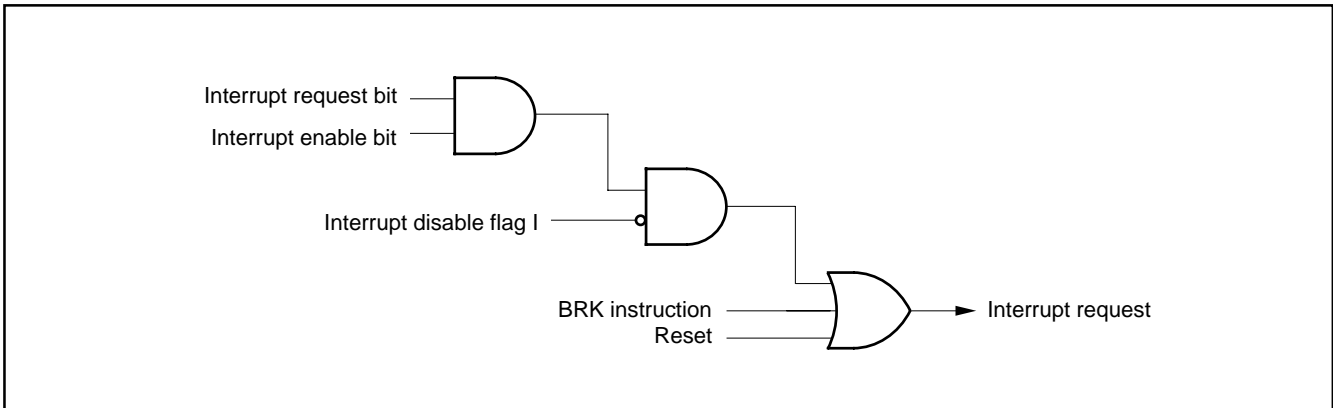 Interrupt request bit
Interrupt enable bit
Interrupt disable flag I
BRK instruction
Reset
Interrupt request